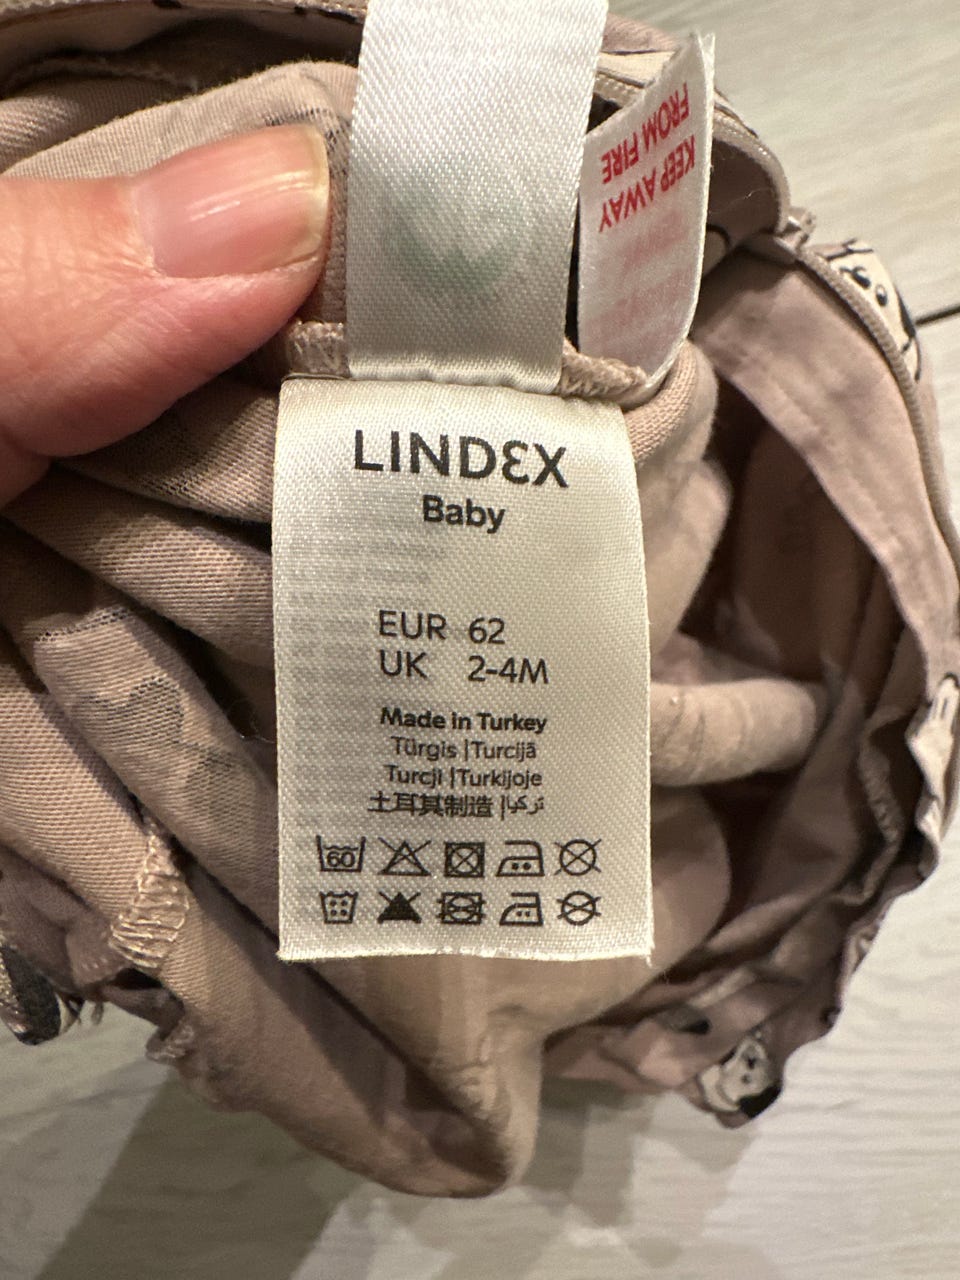 KEEP AWAY
FROM FIRE
LINDEX
Baby
EUR 62
UK 2-4M
Made in Turkey
Türgis |Turcijā
Turcji |Turkijoje
土耳其制造 |تركيا
60